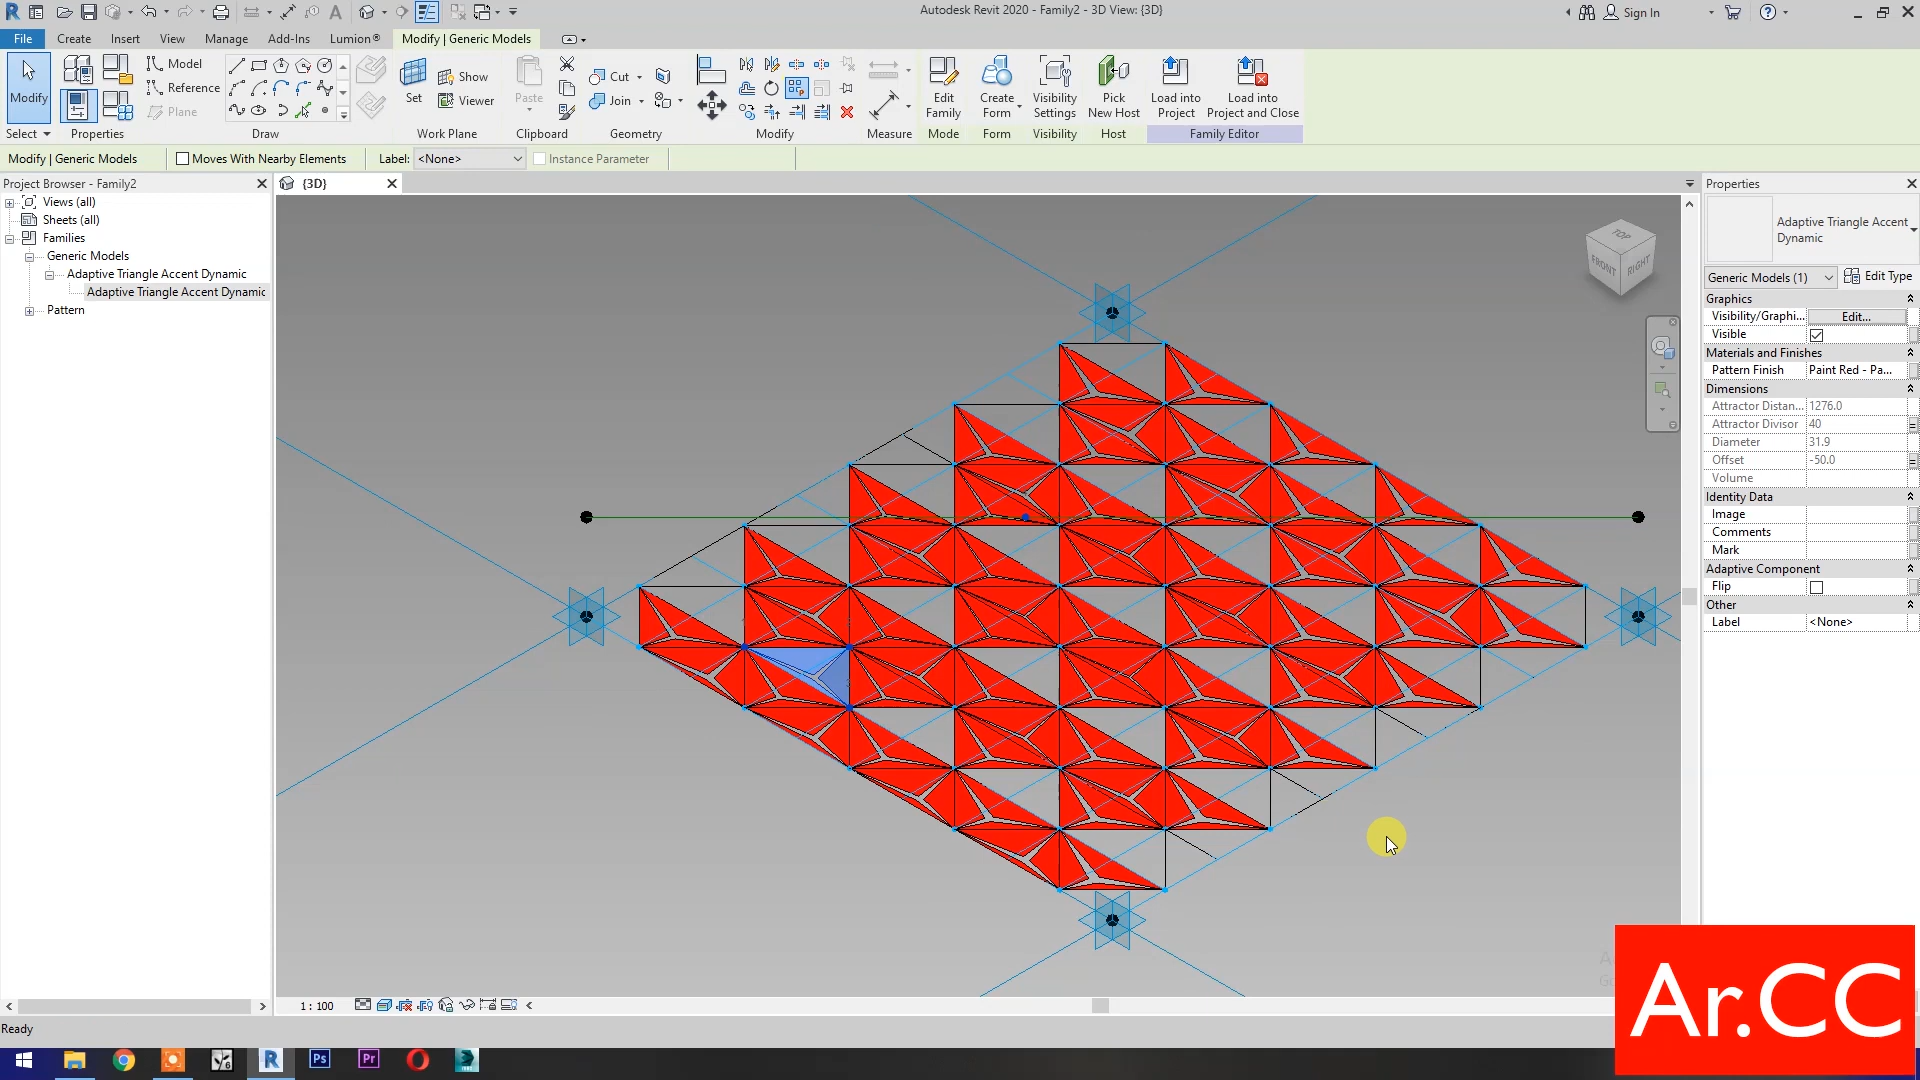 Autodesk Revit 2020 - Family2 - 3D View: {3D}
Sign In
File
Create
Insert
View
Manage
Add-Ins
Lumion®
Modify | Generic Models
Modify
Select
Properties
Model
Reference
Plane
Draw
Set
Show
Viewer
Work Plane
Paste
Clipboard
Cut
Join
Geometry
Modify
Measure
Edit Family
Mode
Create Form
Form
Visibility Settings
Visibility
Pick New Host
Host
Load into Project
Load into Project and Close
Family Editor
Modify | Generic Models
Moves With Nearby Elements
Label:
<None>
Instance Parameter
Project Browser - Family2
Views (all)
Sheets (all)
Families
Generic Models
Adaptive Triangle Accent Dynamic
Adaptive Triangle Accent Dynamic
Pattern
{3D}
TOP
FRONT
RIGHT
Properties
Adaptive Triangle Accent
Dynamic
Generic Models (1)
Edit Type
Graphics
Visibility/Graphi...
Edit...
Visible
Materials and Finishes
Pattern Finish
Paint Red - Pa...
Dimensions
Attractor Distan...
1276.0
Attractor Divisor
40
Diameter
31.9
Offset
-50.0
Volume
Identity Data
Image
Comments
Mark
Adaptive Component
Flip
Other
Label
<None>
1 : 100
Ready
Ps
Pr
Ar.CC